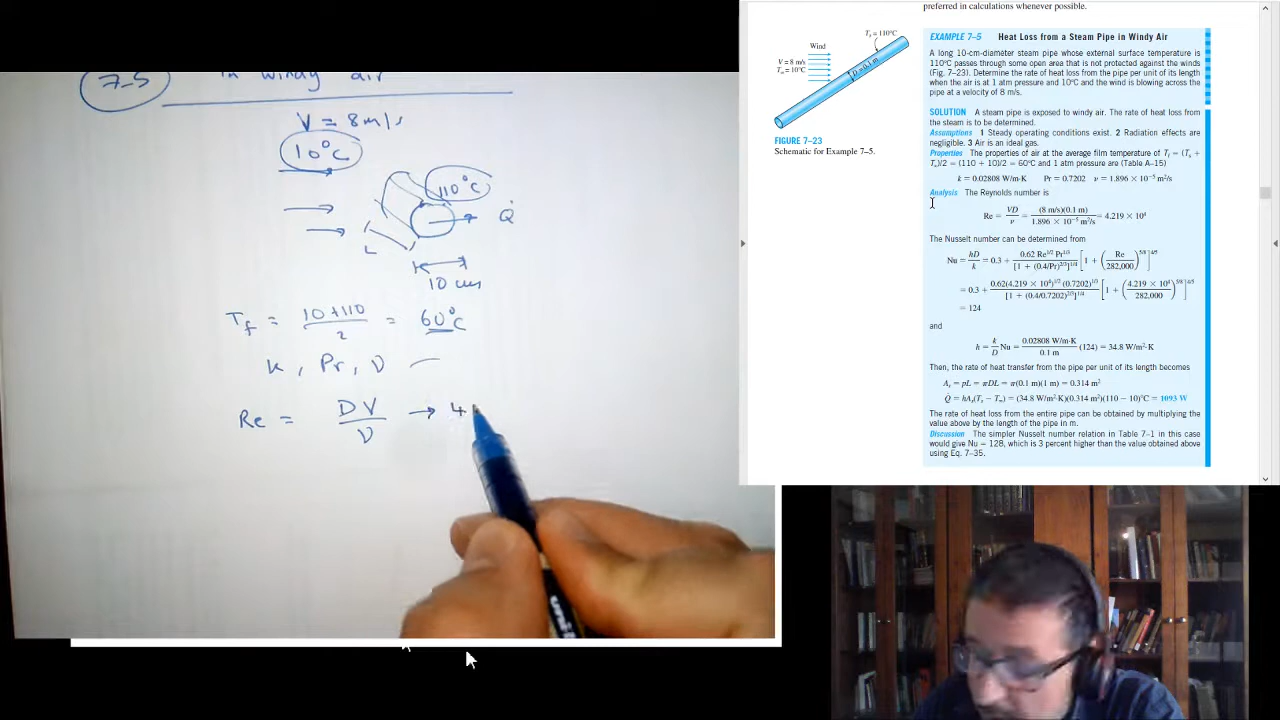 7-5 in windy air
V = 8 m/s
10°C
110°C
Q̇
L
10 cm
T_f = 10+110 / 2 = 60°C
k , Pr , ν
Re = DV / ν → 4
preferred in calculations whenever possible.
T_s = 110°C
Wind
V = 8 m/s
T∞ = 10°C
D = 0.1 m
FIGURE 7–23
Schematic for Example 7–5.
EXAMPLE 7–5 Heat Loss from a Steam Pipe in Windy Air
A long 10-cm-diameter steam pipe whose external surface temperature is
110°C passes through some open area that is not protected against the winds
(Fig. 7–23). Determine the rate of heat loss from the pipe per unit of its length
when the air is at 1 atm pressure and 10°C and the wind is blowing across the
pipe at a velocity of 8 m/s.
SOLUTION A steam pipe is exposed to windy air. The rate of heat loss from
the steam is to be determined.
Assumptions 1 Steady operating conditions exist. 2 Radiation effects are
negligible. 3 Air is an ideal gas.
Properties The properties of air at the average film temperature of T_f = (T_s +
T∞)/2 = (110 + 10)/2 = 60°C and 1 atm pressure are (Table A–15)
k = 0.02808 W/m·K Pr = 0.7202 ν = 1.896 × 10⁻⁵ m²/s
Analysis The Reynolds number is
Re = VD/ν = (8 m/s)(0.1 m) / 1.896 × 10⁻⁵ m²/s = 4.219 × 10⁴
The Nusselt number can be determined from
Nu = hD/k = 0.3 + 0.62 Re^1/2 Pr^1/3 / [1 + (0.4/Pr)^2/3]^1/4 [1 + (Re / 282,000)^5/8]^4/5
= 0.3 + 0.62(4.219 × 10⁴)^1/2 (0.7202)^1/3 / [1 + (0.4/0.7202)^2/3]^1/4 [1 + (4.219 × 10⁴ / 282,000)^5/8]^4/5
= 124
and
h = k/D Nu = 0.02808 W/m·K / 0.1 m (124) = 34.8 W/m²·K
Then, the rate of heat transfer from the pipe per unit of its length becomes
A_s = pL = πDL = π(0.1 m)(1 m) = 0.314 m²
Q̇ = hA_s(T_s − T∞) = (34.8 W/m²·K)(0.314 m²)(110 − 10)°C = 1093 W
The rate of heat loss from the entire pipe can be obtained by multiplying the
value above by the length of the pipe in m.
Discussion The simpler Nusselt number relation in Table 7–1 in this case
would give Nu = 128, which is 3 percent higher than the value obtained above
using Eq. 7–35.